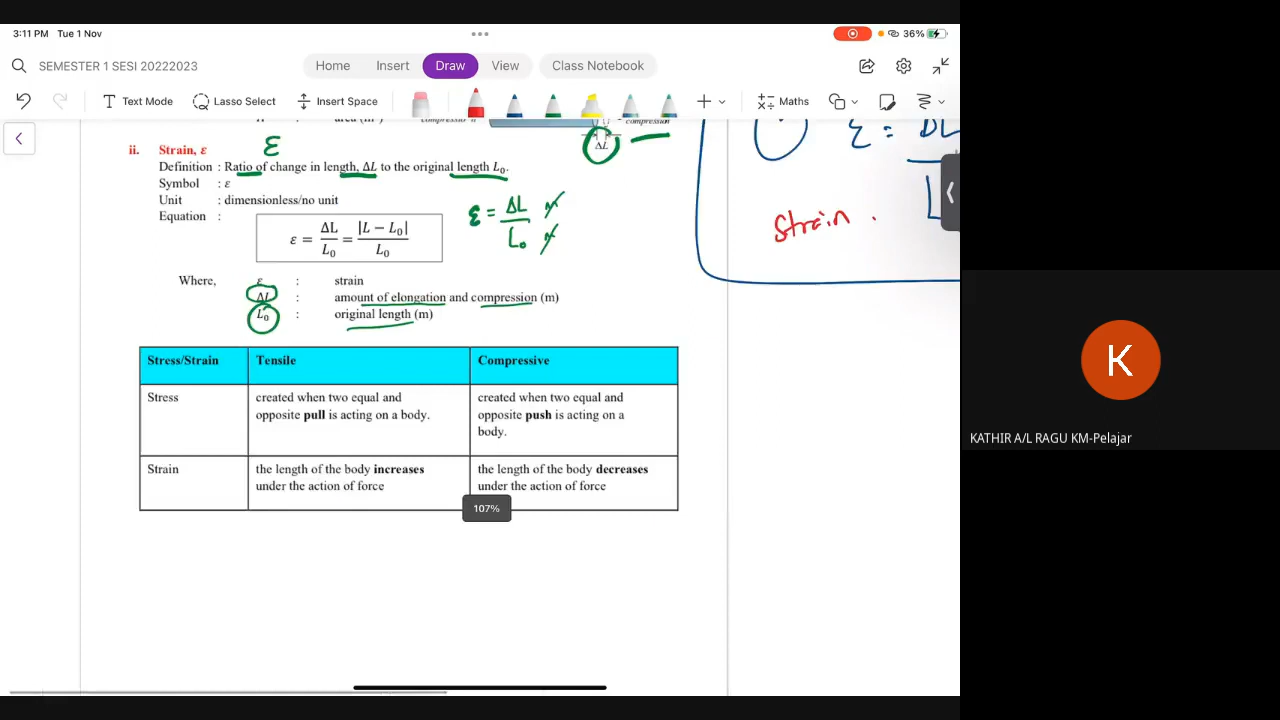 3:11 PM Tue 1 Nov
36%
SEMESTER 1 SESI 20222023
Home Insert Draw View Class Notebook
Text Mode Lasso Select Insert Space Maths
area (m
compression
compression
ΔL
ε = ΔL
L
Strain .
ii. Strain, ε
ε
Definition : Ratio of change in length, ΔL to the original length L₀.
Symbol : ε
Unit : dimensionless/no unit
Equation :
ε = ΔL/L₀ = |L − L₀|/L₀
ε = ΔL m
L₀ m
Where, ε : strain
ΔL : amount of elongation and compression (m)
L₀ : original length (m)
Stress/Strain Tensile Compressive
Stress created when two equal and opposite pull is acting on a body. created when two equal and opposite push is acting on a body.
Strain the length of the body increases under the action of force the length of the body decreases under the action of force
107%
K
KATHIR A/L RAGU KM-Pelajar